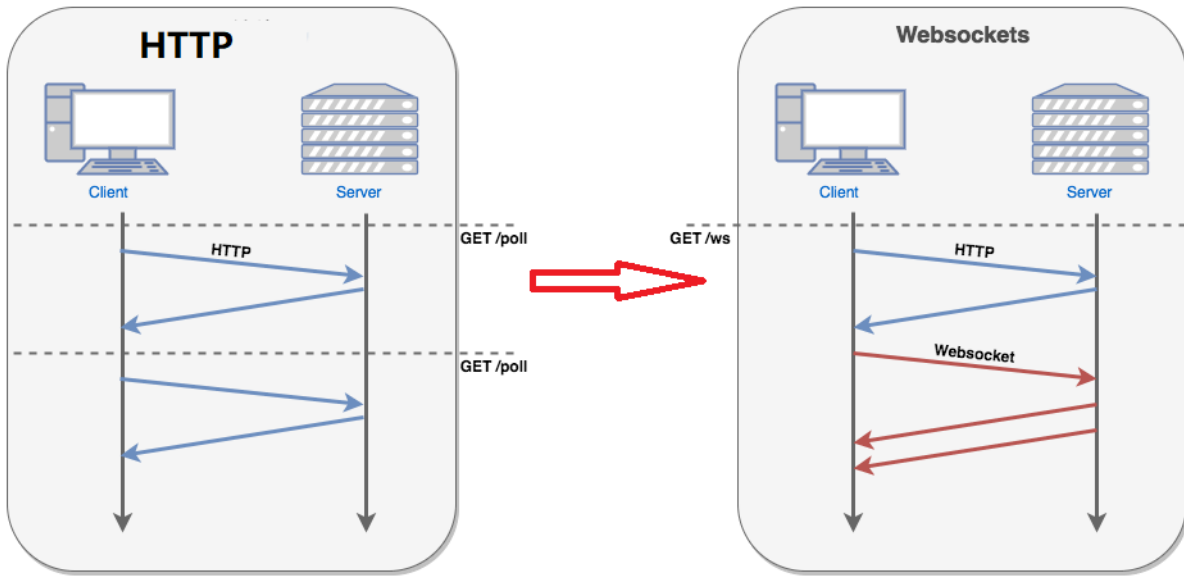 HTTP
Client
Server
GET /poll
HTTP
GET /poll
Websockets
Client
Server
GET /ws
HTTP
Websocket